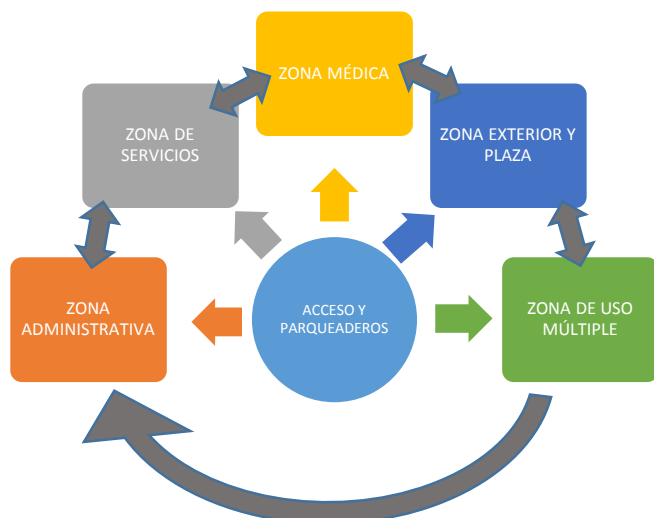 ZONA MÉDICA
ZONA DE
SERVICIOS
ZONA EXTERIOR Y
PLAZA
ZONA
ADMINISTRATIVA
ACCESO Y
PARQUEADEROS
ZONA DE USO
MÚLTIPLE